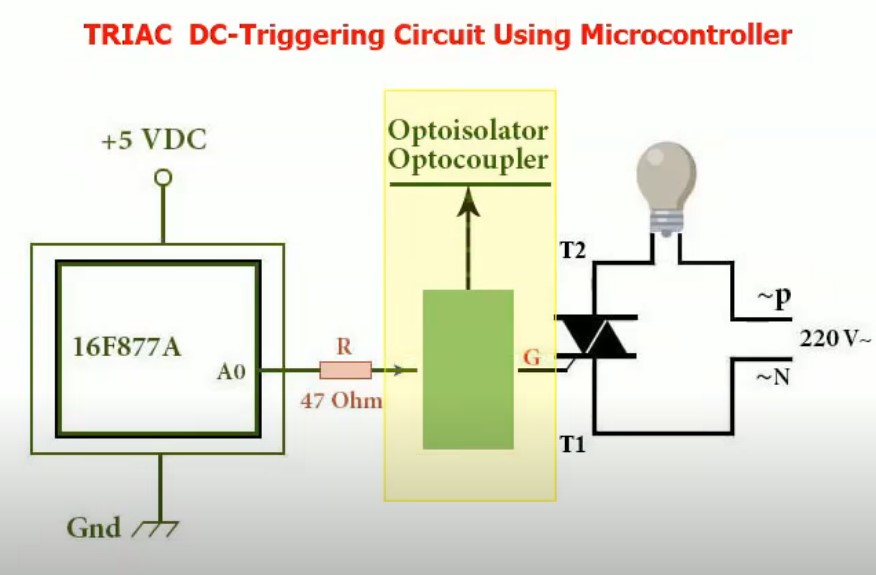 TRIAC DC-Triggering Circuit Using Microcontroller
+5 VDC
Optoisolator
Optocoupler
T2
~p
220 V~
~N
16F877A
A0
R
47 Ohm
G
T1
Gnd